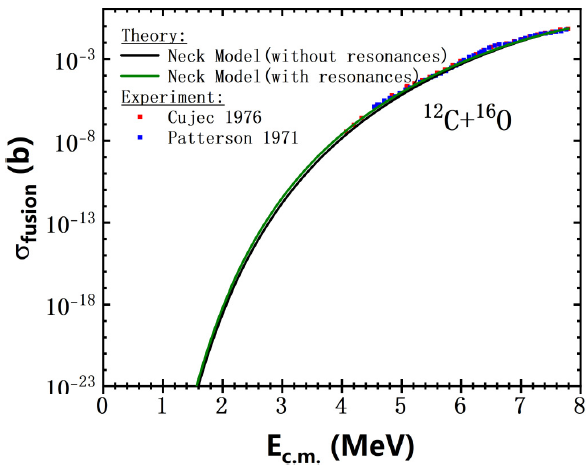 Theory:
Neck Model(without resonances)
Neck Model(with resonances)
Experiment:
Cujec 1976
Patterson 1971
¹²C+¹⁶O
σfusion (b)
10⁻³
10⁻⁸
10⁻¹³
10⁻¹⁸
10⁻²³
0 1 2 3 4 5 6 7 8
Ec.m. (MeV)